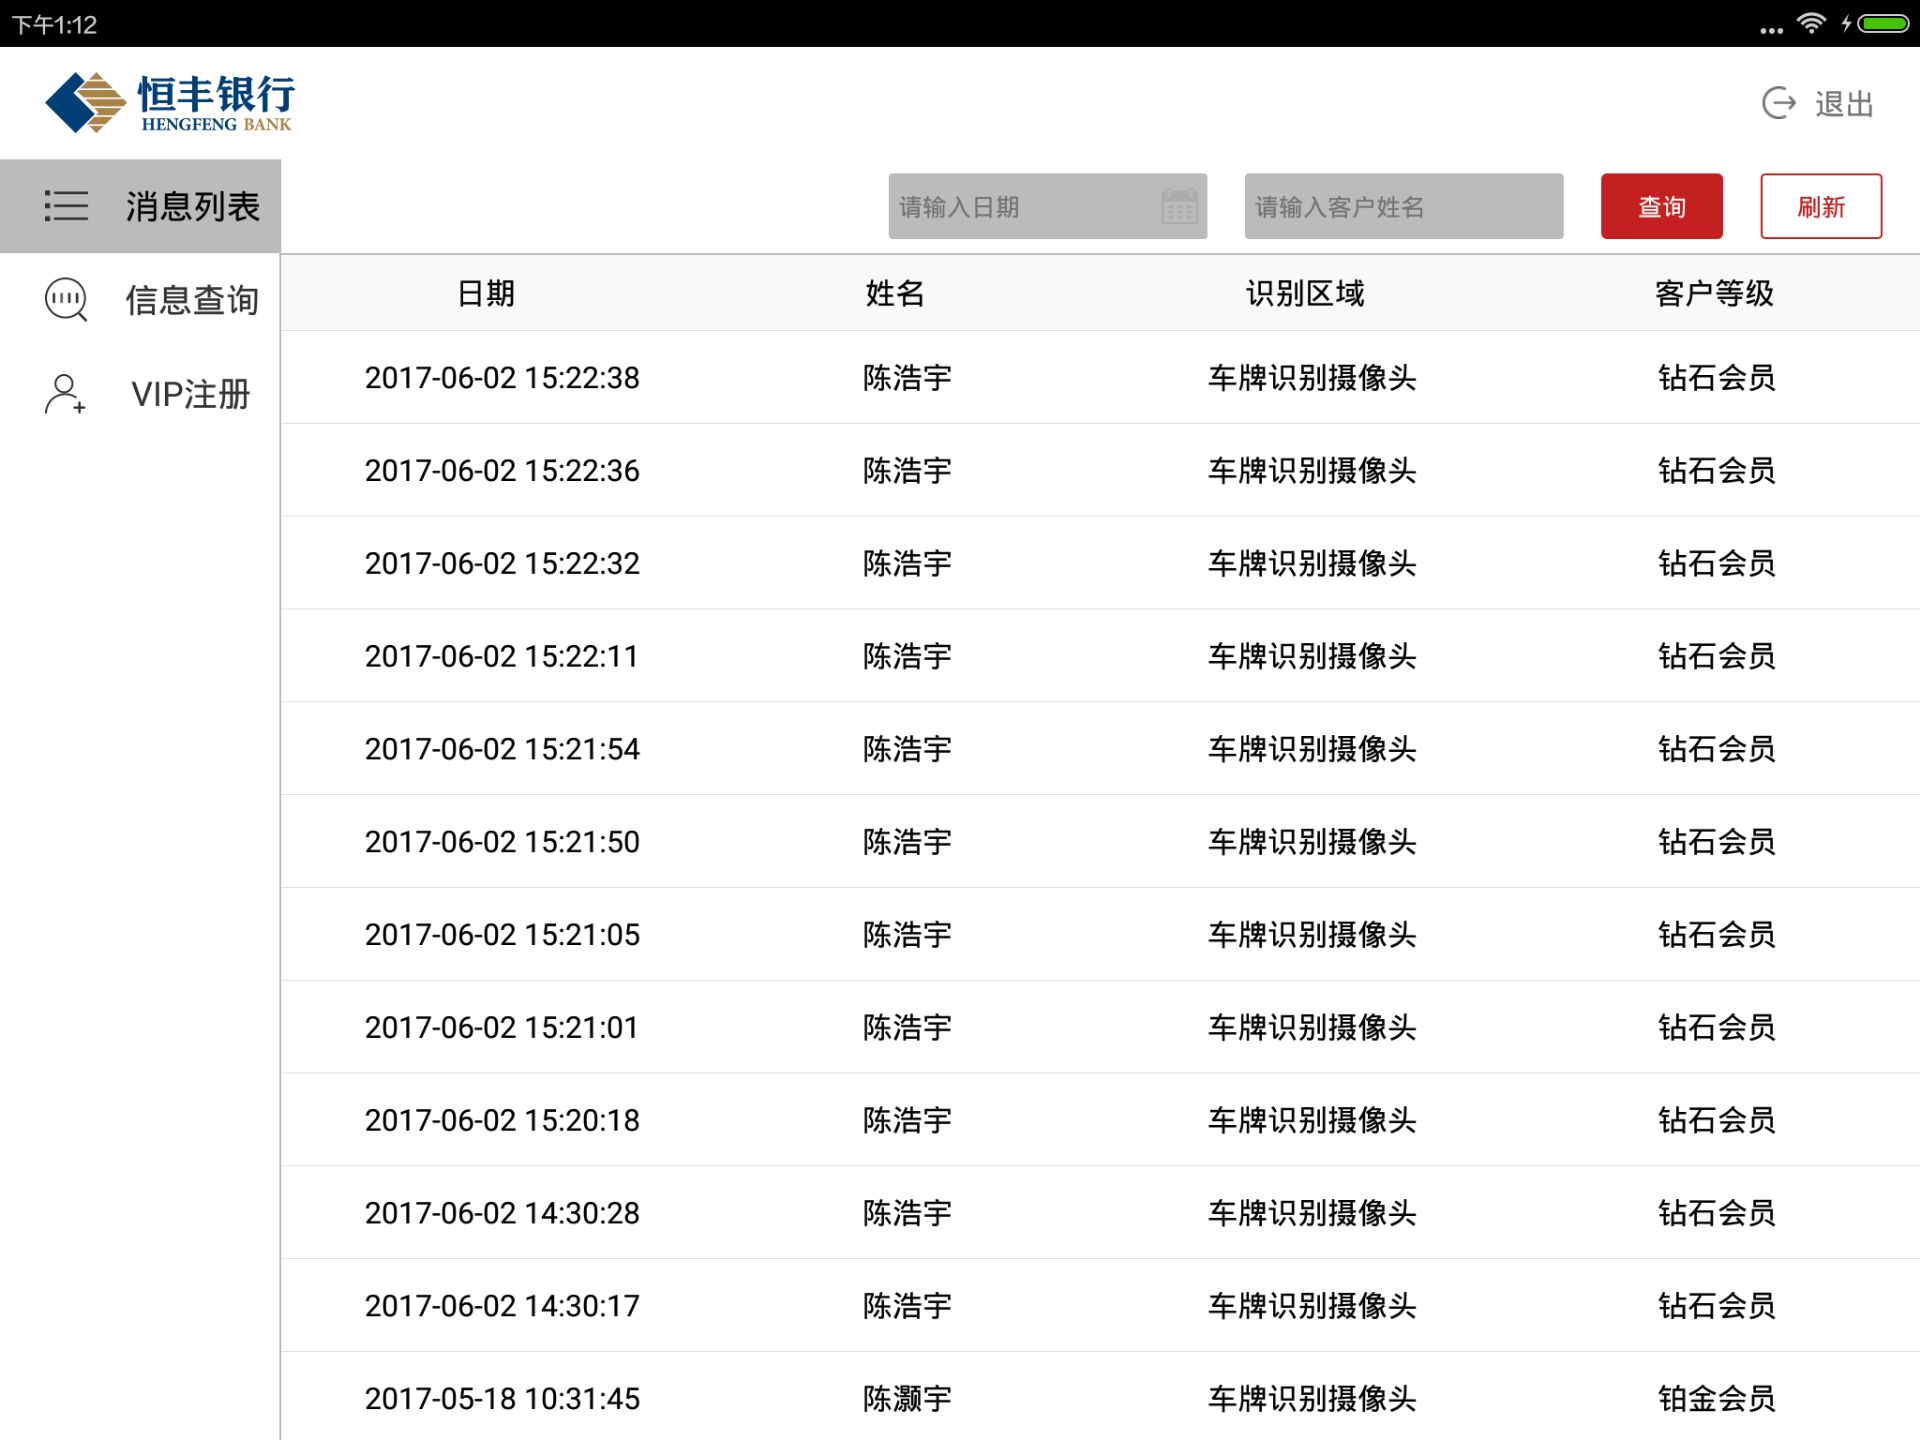 下午1:12
恒丰银行
HENGFENG BANK
退出
消息列表
信息查询
VIP注册
请输入日期 请输入客户姓名 查询 刷新
日期 姓名 识别区域 客户等级
2017-06-02 15:22:38 陈浩宇 车牌识别摄像头 钻石会员
2017-06-02 15:22:36 陈浩宇 车牌识别摄像头 钻石会员
2017-06-02 15:22:32 陈浩宇 车牌识别摄像头 钻石会员
2017-06-02 15:22:11 陈浩宇 车牌识别摄像头 钻石会员
2017-06-02 15:21:54 陈浩宇 车牌识别摄像头 钻石会员
2017-06-02 15:21:50 陈浩宇 车牌识别摄像头 钻石会员
2017-06-02 15:21:05 陈浩宇 车牌识别摄像头 钻石会员
2017-06-02 15:21:01 陈浩宇 车牌识别摄像头 钻石会员
2017-06-02 15:20:18 陈浩宇 车牌识别摄像头 钻石会员
2017-06-02 14:30:28 陈浩宇 车牌识别摄像头 钻石会员
2017-06-02 14:30:17 陈浩宇 车牌识别摄像头 钻石会员
2017-05-18 10:31:45 陈灏宇 车牌识别摄像头 铂金会员